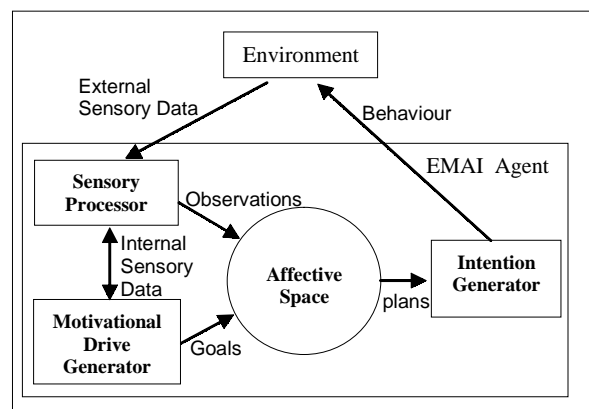 Environment
External
Sensory Data
Behaviour
EMAI Agent
Sensory
Processor
Observations
Internal
Sensory
Data
Affective
Space
Intention
Generator
plans
Motivational
Drive
Generator
Goals